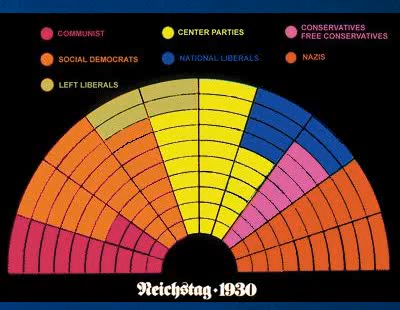 COMMUNIST
CENTER PARTIES
CONSERVATIVES
FREE CONSERVATIVES
SOCIAL DEMOCRATS
NATIONAL LIBERALS
NAZIS
LEFT LIBERALS
Reichstag · 1930